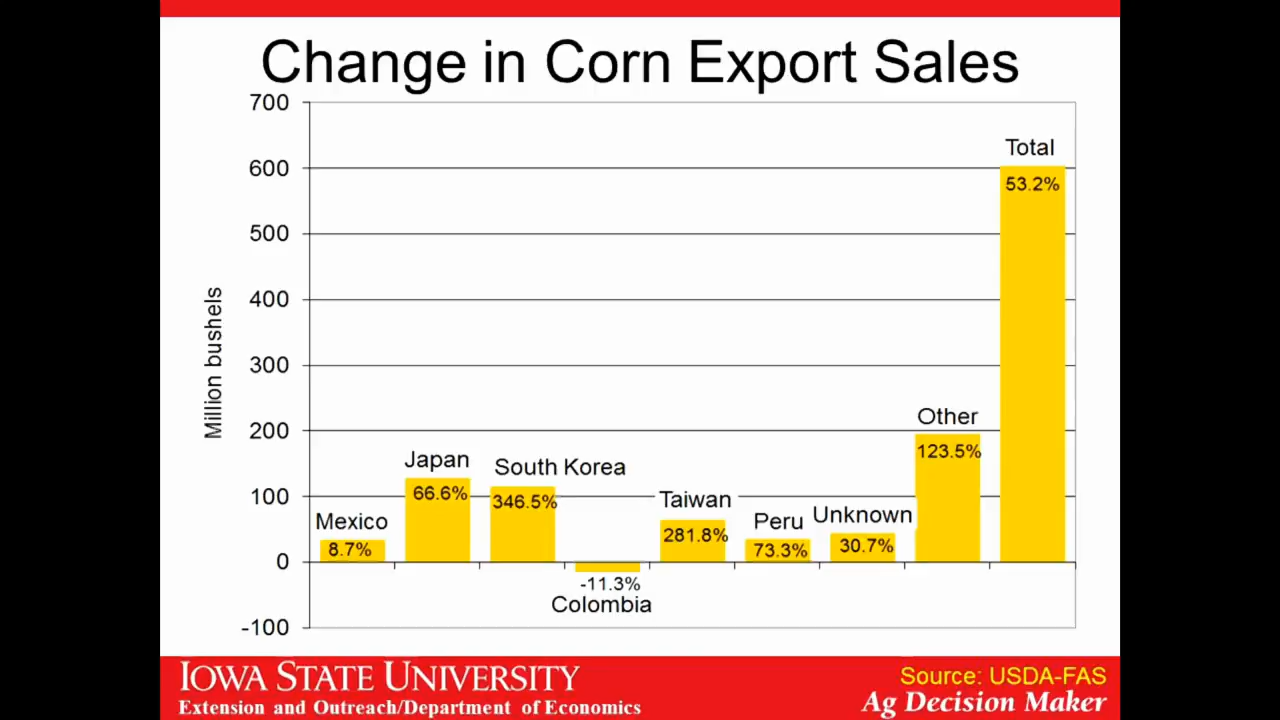 Change in Corn Export Sales
700
600
500
400
300
200
100
0
-100
Million bushels
Mexico
8.7%
Japan
66.6%
South Korea
346.5%
-11.3%
Colombia
Taiwan
281.8%
Peru
73.3%
Unknown
30.7%
Other
123.5%
Total
53.2%
IOWA STATE UNIVERSITY
Extension and Outreach/Department of Economics
Source: USDA-FAS
Ag Decision Maker